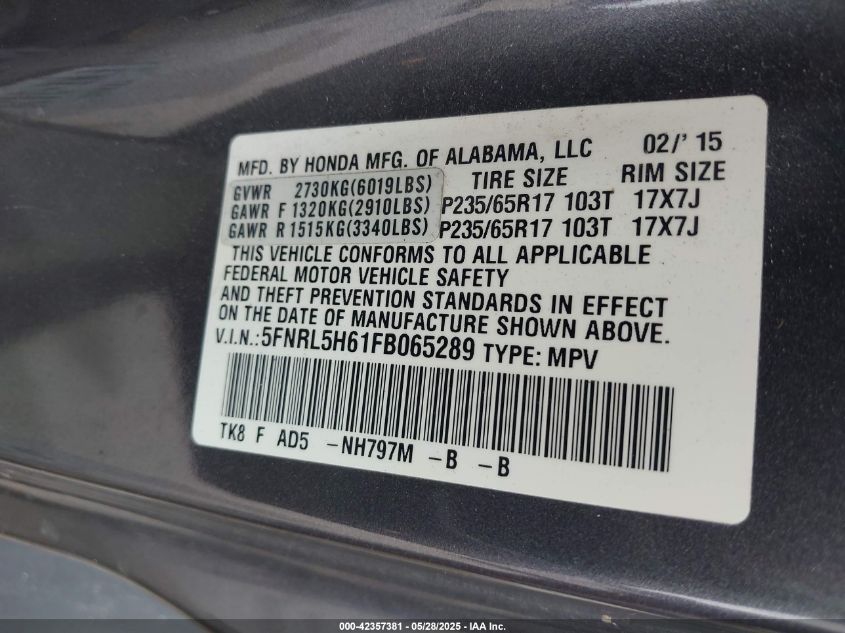 MFD. BY HONDA MFG. OF ALABAMA, LLC 02/' 15
TIRE SIZE RIM SIZE
GVWR 2730KG(6019LBS)
GAWR F 1320KG(2910LBS) P235/65R17 103T 17X7J
GAWR R 1515KG(3340LBS) P235/65R17 103T 17X7J
THIS VEHICLE CONFORMS TO ALL APPLICABLE
FEDERAL MOTOR VEHICLE SAFETY
AND THEFT PREVENTION STANDARDS IN EFFECT
ON THE DATE OF MANUFACTURE SHOWN ABOVE.
V.I.N.:5FNRL5H61FB065289 TYPE: MPV
TK8 F AD5 -NH797M -B -B
000-42357381 - 05/28/2025 - IAA Inc.